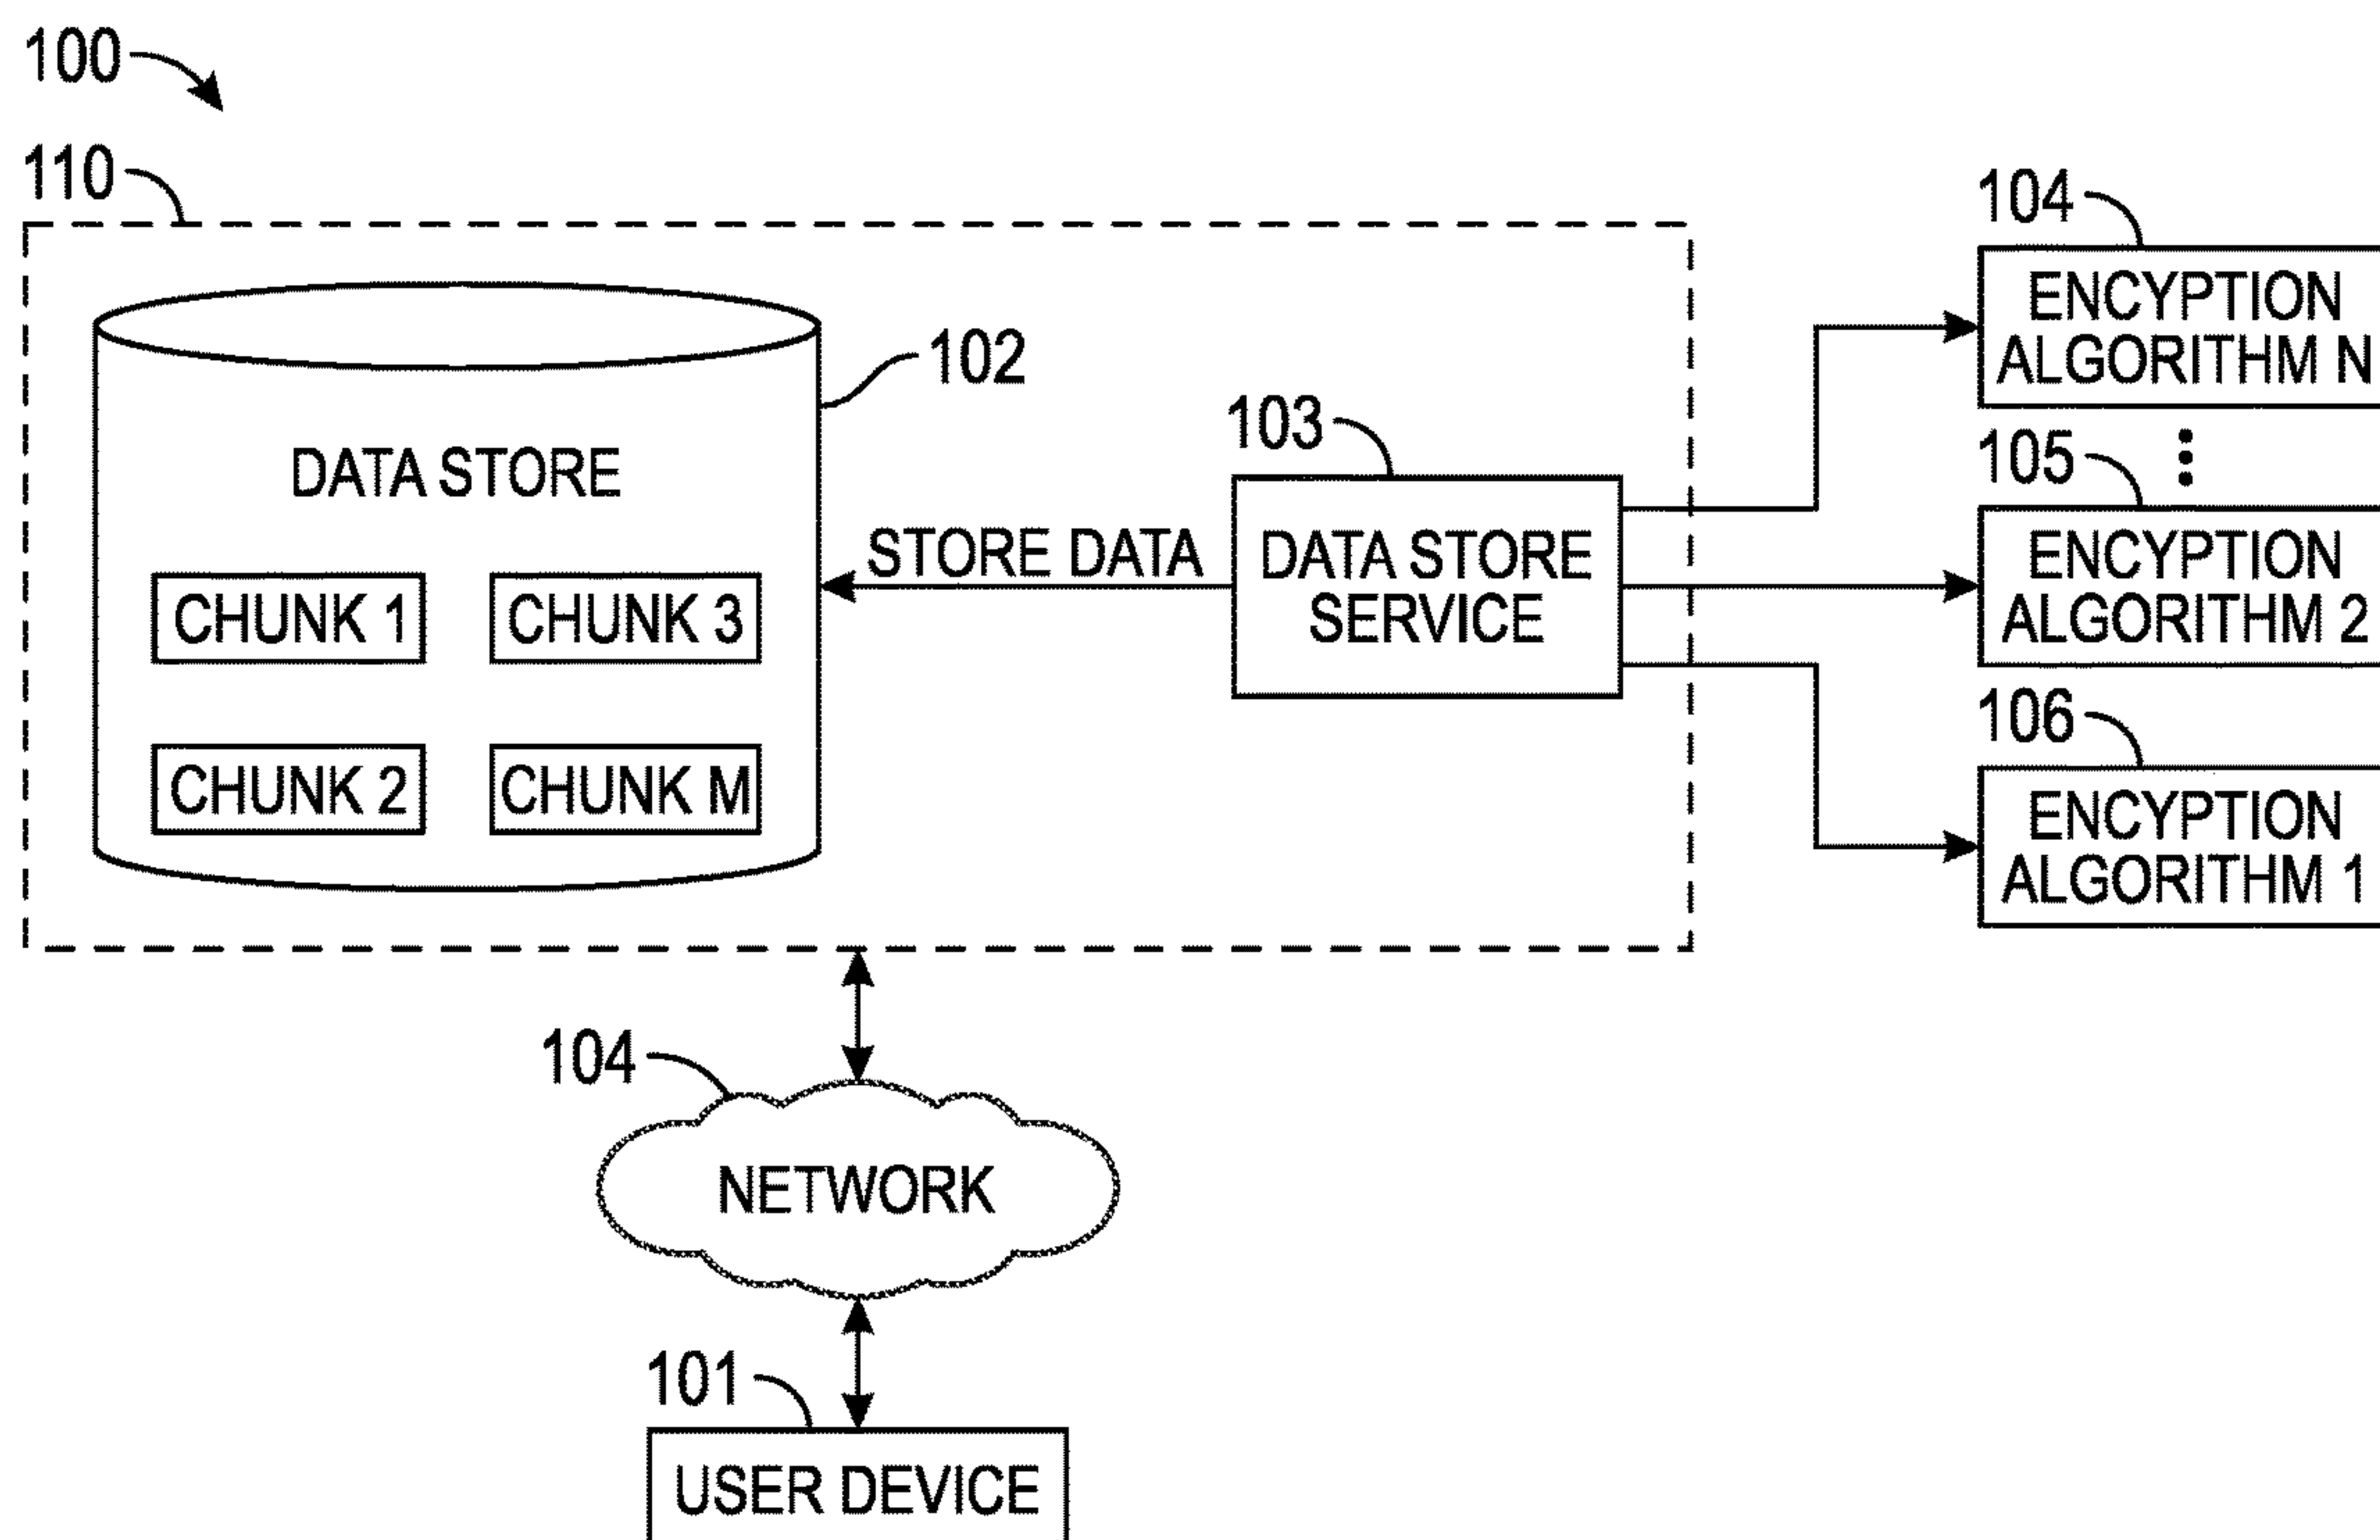 100
110
102
DATA STORE
CHUNK 1
CHUNK 3
CHUNK 2
CHUNK M
STORE DATA
103
DATA STORE
SERVICE
104
ENCYPTION
ALGORITHM N
105
ENCYPTION
ALGORITHM 2
106
ENCYPTION
ALGORITHM 1
104
NETWORK
101
USER DEVICE